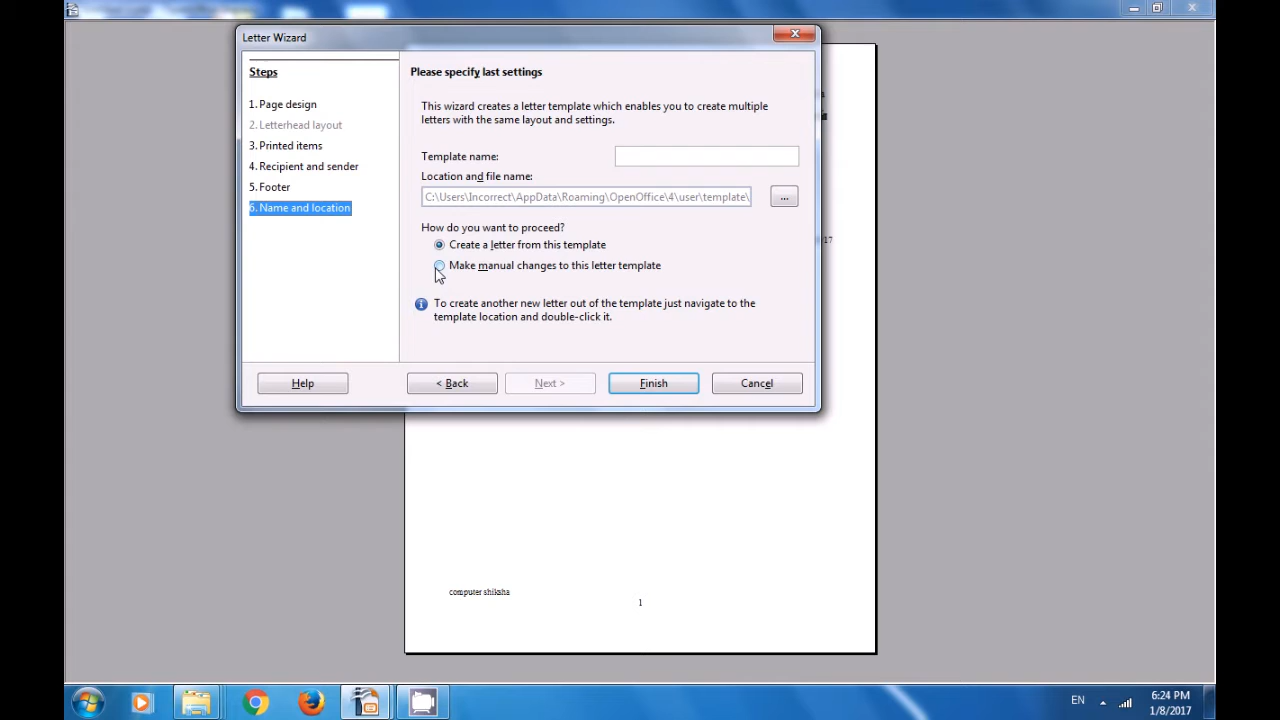 Letter Wizard
Steps
1. Page design
2. Letterhead layout
3. Printed items
4. Recipient and sender
5. Footer
6. Name and location
Please specify last settings
This wizard creates a letter template which enables you to create multiple
letters with the same layout and settings.
Template name:
Location and file name:
C:\Users\Incorrect\AppData\Roaming\OpenOffice\4\user\template\
...
How do you want to proceed?
Create a letter from this template
Make manual changes to this letter template
To create another new letter out of the template just navigate to the
template location and double-click it.
Help
< Back
Next >
Finish
Cancel
17
computer shiksha
1
EN
6:24 PM
1/8/2017